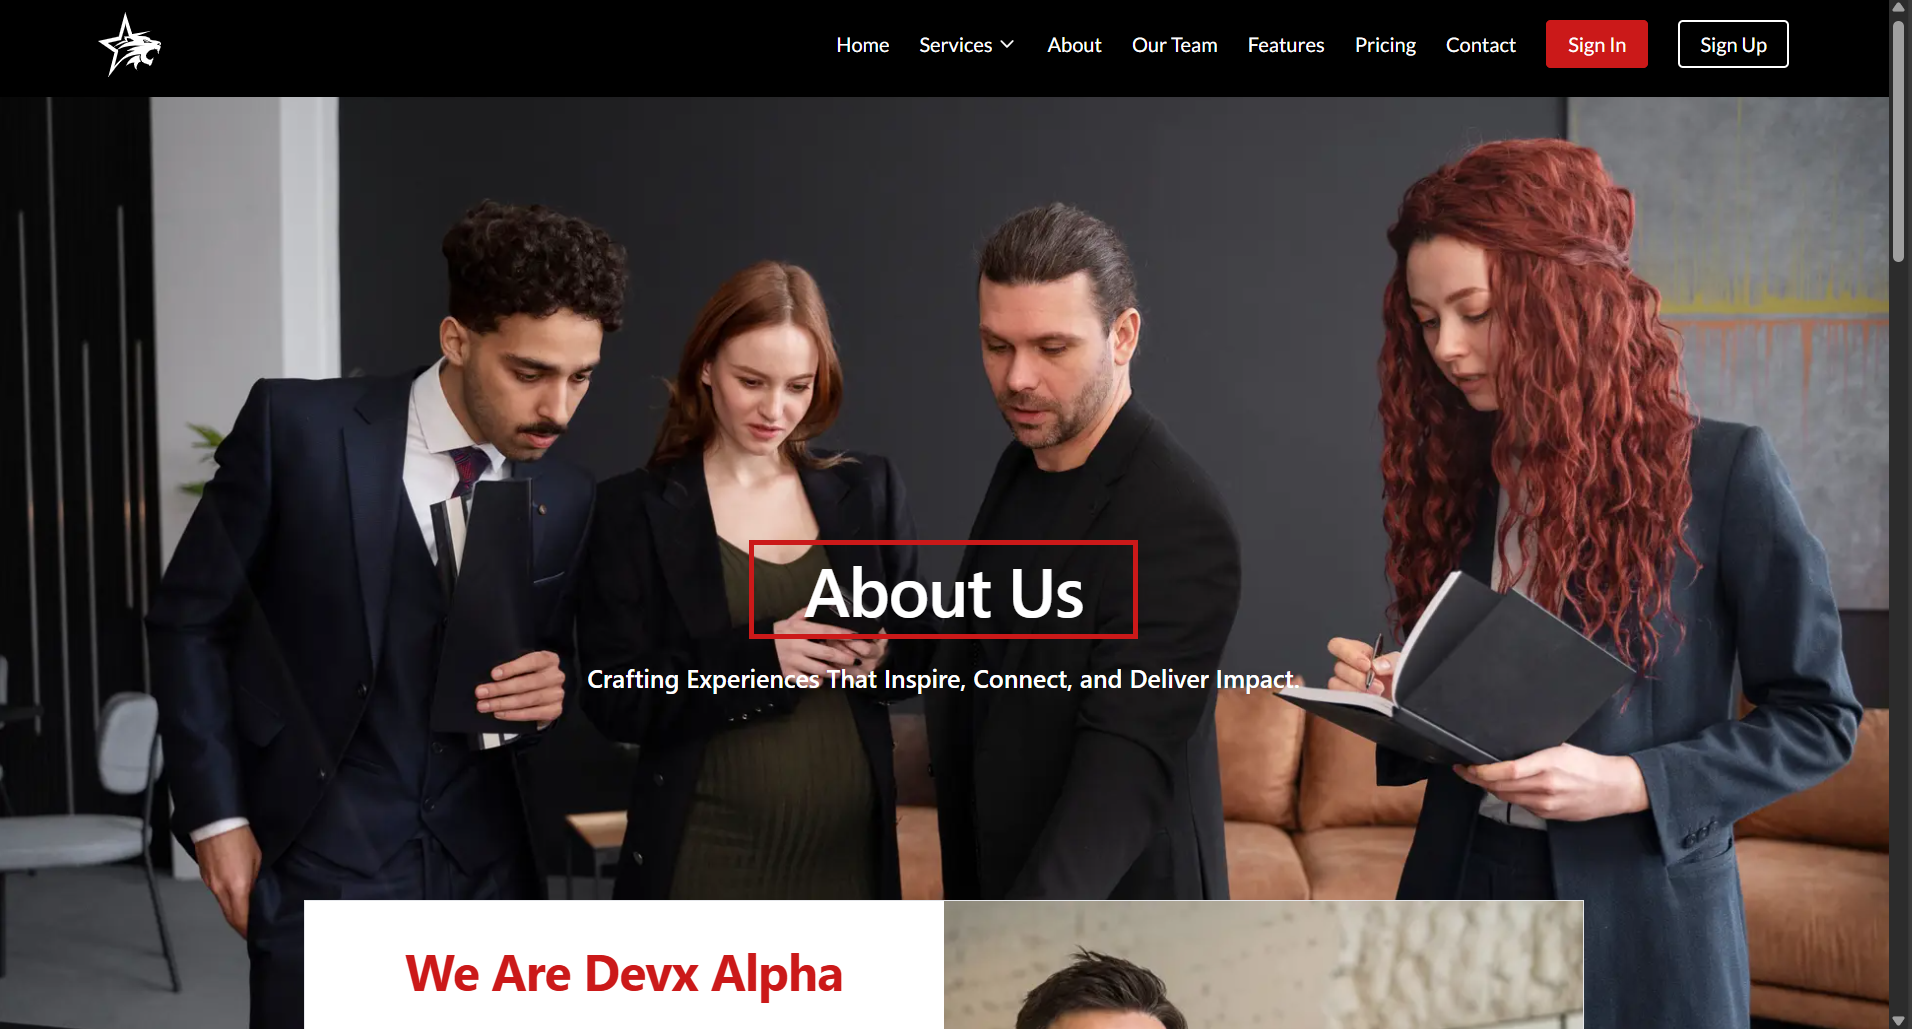 Home Services About Our Team Features Pricing Contact Sign In Sign Up
About Us
Crafting Experiences That Inspire, Connect, and Deliver Impact.
We Are Devx Alpha